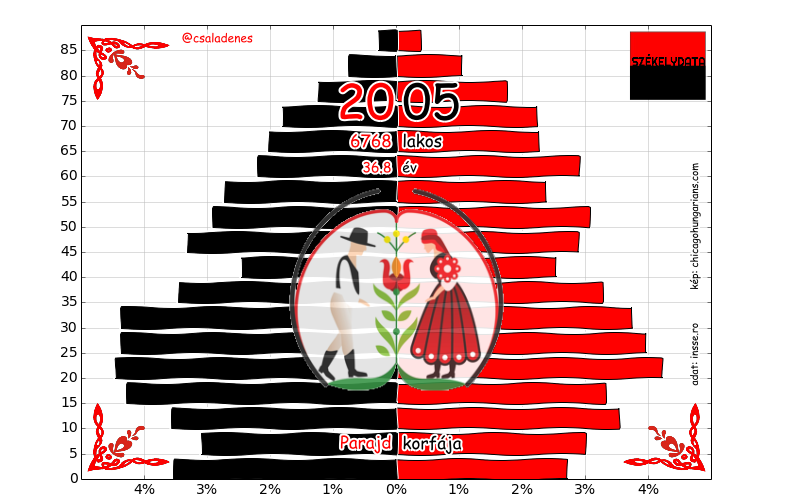 @csaladenes
SZÉKELYDATA
2005
6768 lakos
36.8 év
kép: chicagohungarians.com
adat: insse.ro
Parajd korfája
85
80
75
70
65
60
55
50
45
40
35
30
25
20
15
10
5
0
4% 3% 2% 1% 0% 1% 2% 3% 4%